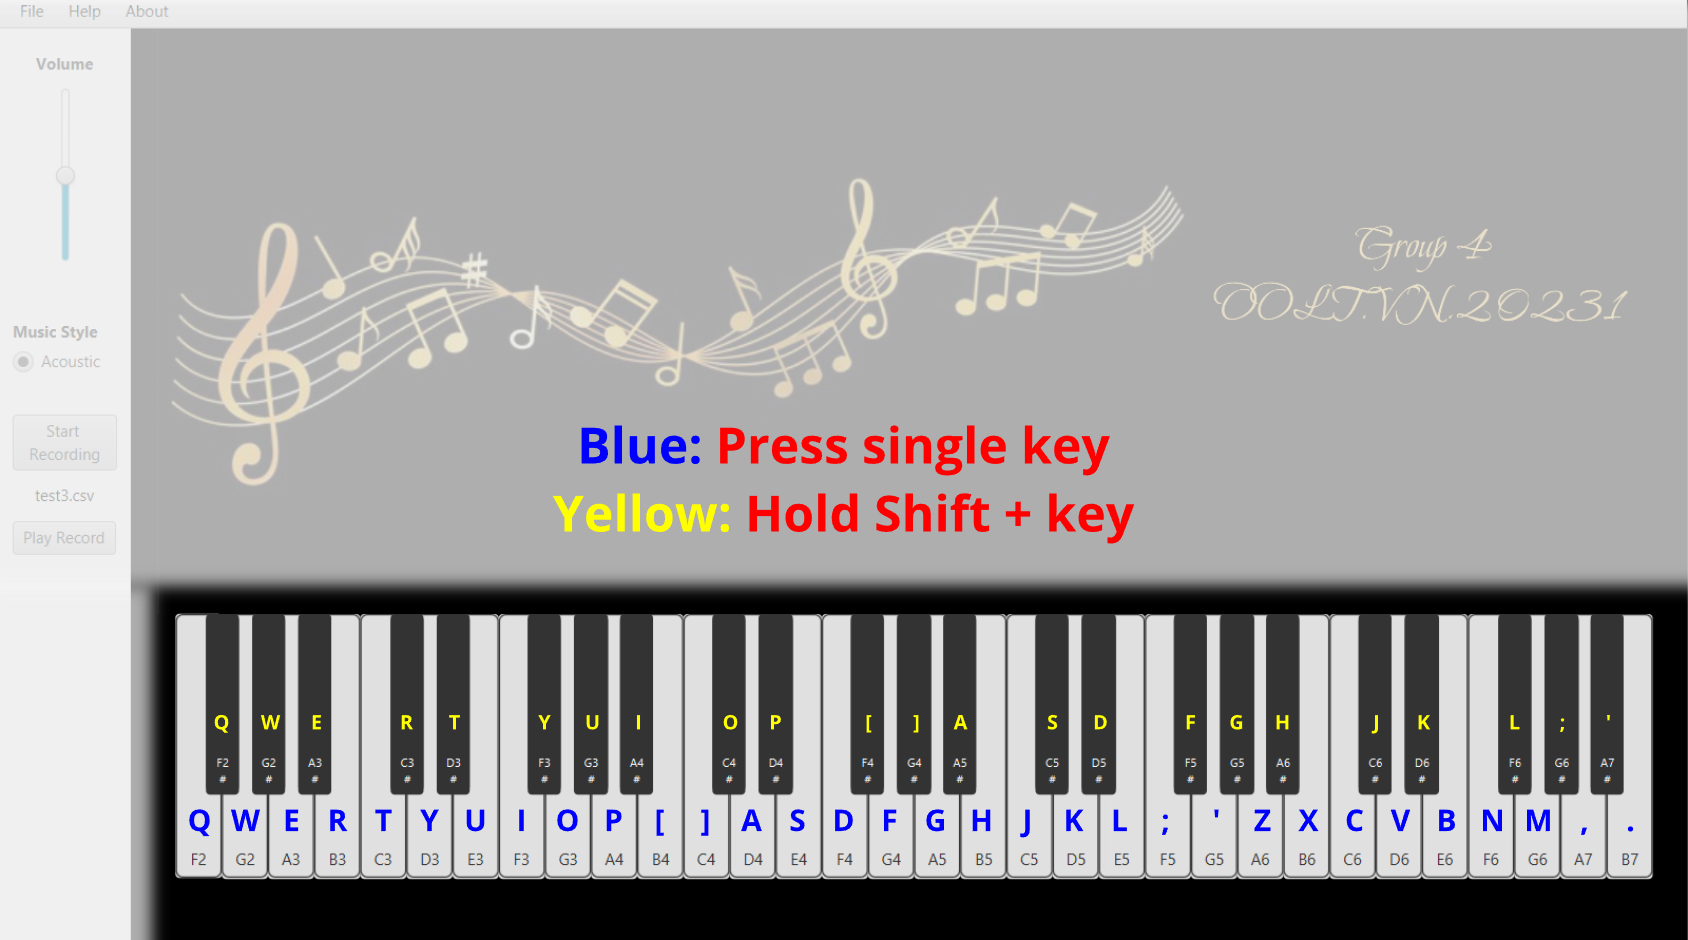 File Help About
Volume
Music Style
Acoustic
Start
Recording
test3.csv
Play Record
Group 4
OOLT.VN.20231
Blue: Press single key
Yellow: Hold Shift + key
Q W E R T Y U I O P [ ] A S D F G H J K L ; '
F2 G2 A3 C3 D3 F3 G3 A4 C4 D4 F4 G4 A5 C5 D5 F5 G5 A6 C6 D6 F6 G6 A7
# # # # # # # # # # # # # # # # # # # # # # #
Q W E R T Y U I O P [ ] A S D F G H J K L ; ' Z X C V B N M , .
F2 G2 A3 B3 C3 D3 E3 F3 G3 A4 B4 C4 D4 E4 F4 G4 A5 B5 C5 D5 E5 F5 G5 A6 B6 C6 D6 E6 F6 G6 A7 B7